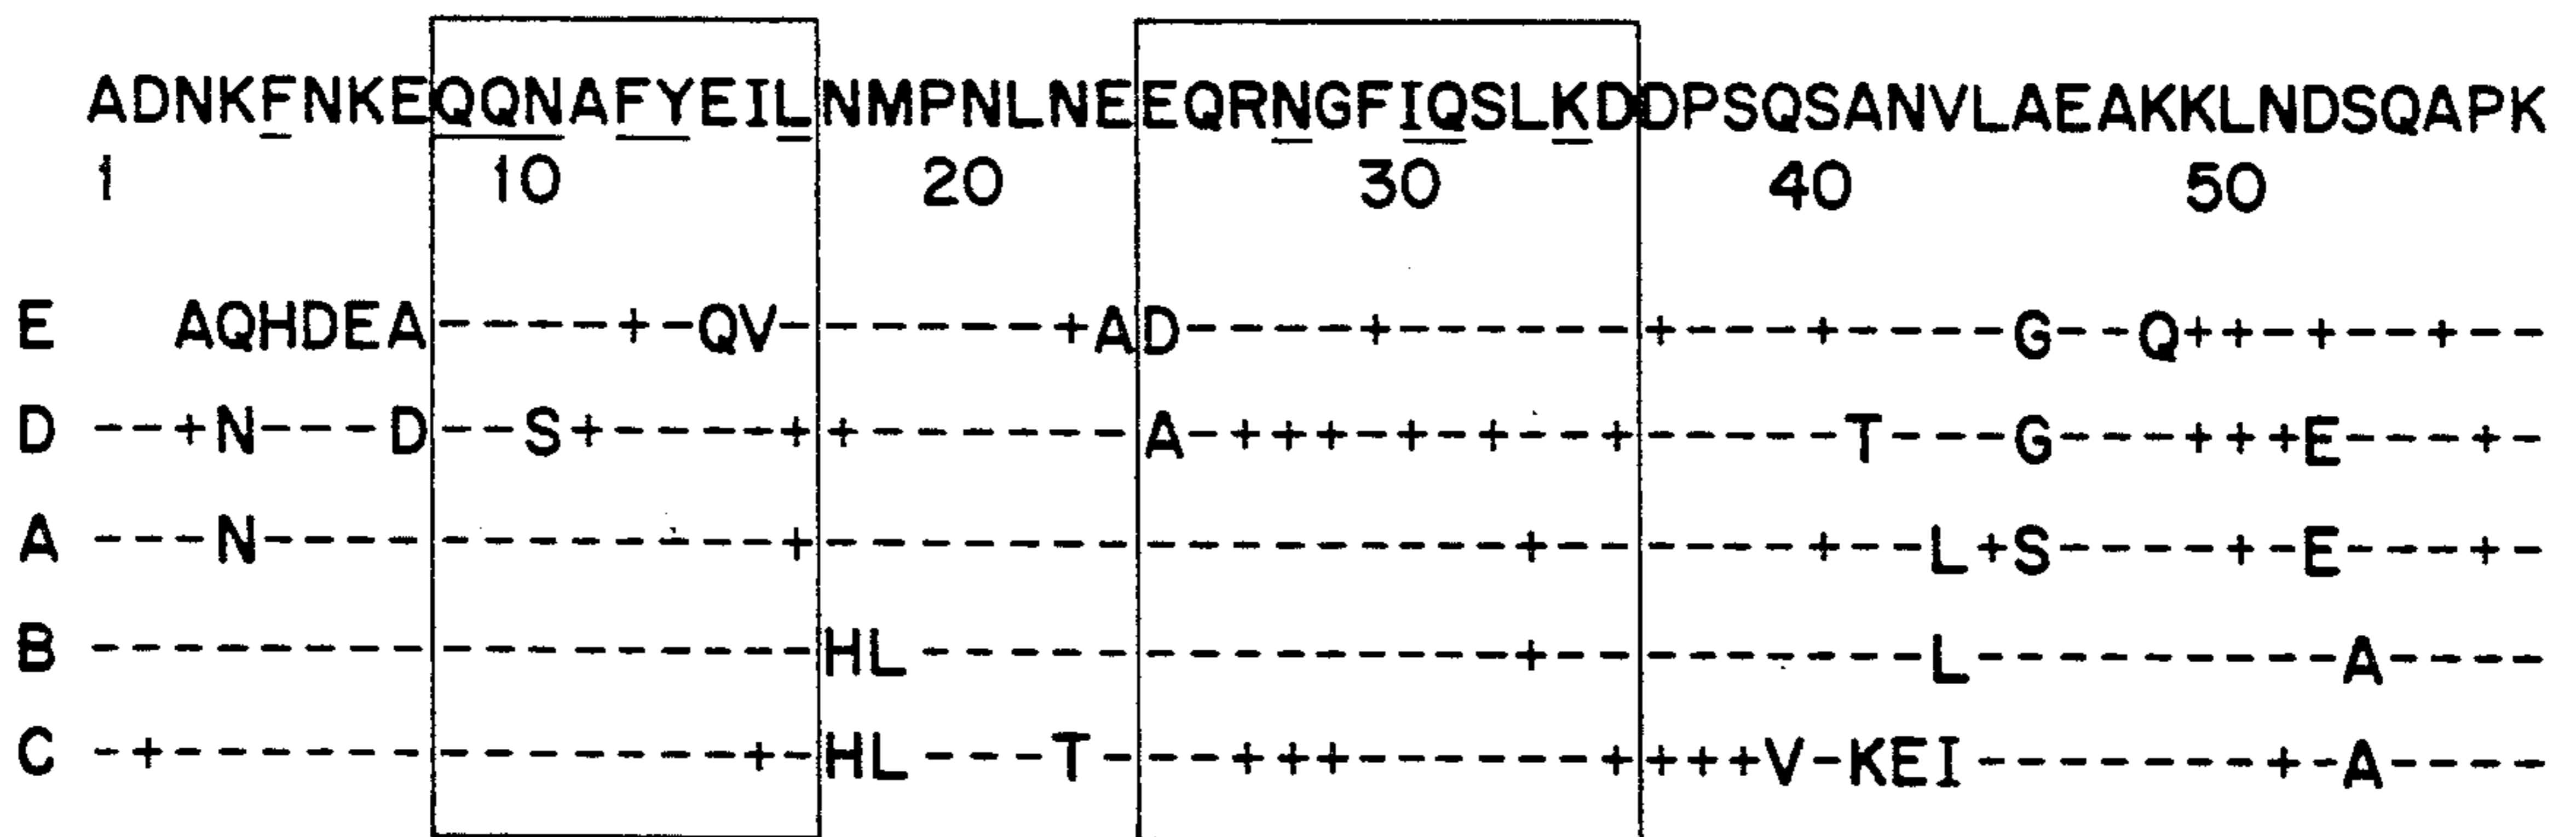 ADNKFNKEQQNAFYEILNMPNLNEEQRNGFIQSLKDDPSQSANVLAEAKKLNDSQAPK
1 10 20 30 40 50
E AQHDEA----+-QV------+AD----+------+---+----G--Q++-+--+--
D --+N---D--S+----++------A-+++-+-+--+-----T---G---+++E---+-
A ---N------------+----------------+------+--L+S----+-E---+-
B -----------------HL--------------+---------L---------A----
C -+-------------+-HL---T---+++------++++V-KEI-------+-A----